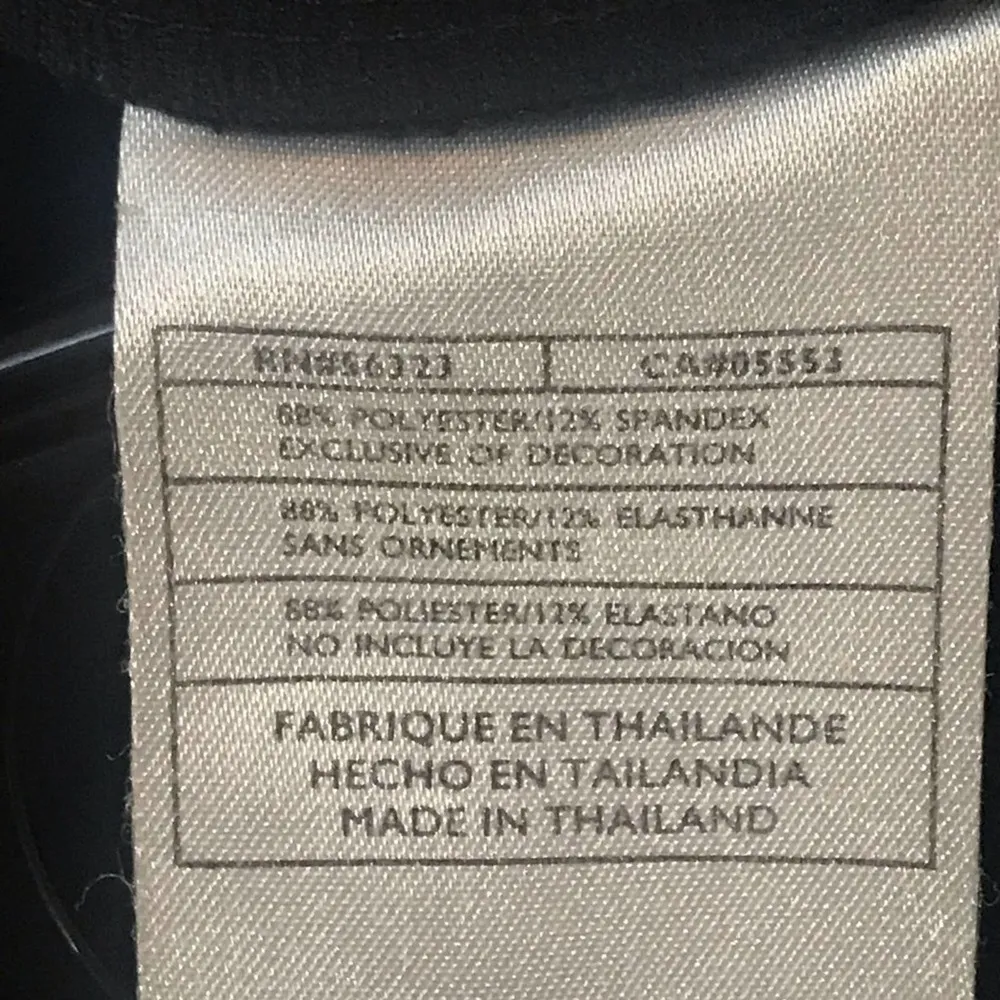 RN#56323 CA#05553
88% POLYESTER/12% SPANDEX
EXCLUSIVE OF DECORATION
88% POLYESTER/12% ELASTHANNE
SANS ORNEMENTS
88% POLIESTER/12% ELASTANO
NO INCLUYE LA DECORACION
FABRIQUE EN THAILANDE
HECHO EN TAILANDIA
MADE IN THAILAND